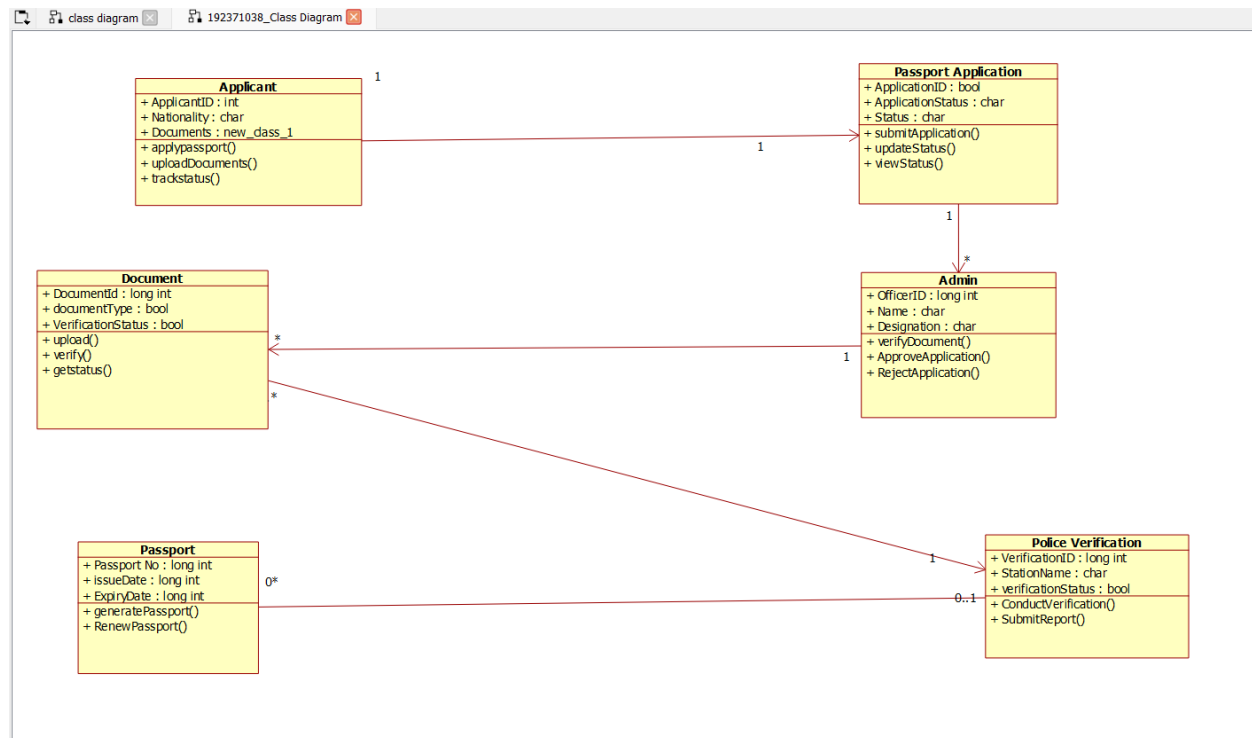 class diagram
192371038_Class Diagram
Applicant
+ ApplicantID : int
+ Nationality : char
+ Documents : new_class_1
+ applypassport()
+ uploadDocuments()
+ trackstatus()
1
1
Passport Application
+ ApplicationID : bool
+ ApplicationStatus : char
+ Status : char
+ submitApplication()
+ updateStatus()
+ viewStatus()
1
*
Document
+ DocumentId : long int
+ documentType : bool
+ VerificationStatus : bool
+ upload()
+ verify()
+ getstatus()
*
*
Admin
+ OfficerID : long int
+ Name : char
+ Designation : char
+ verifyDocument()
+ ApproveApplication()
+ RejectApplication()
1
Passport
+ Passport No : long int
+ issueDate : long int
+ ExpiryDate : long int
+ generatePassport()
+ RenewPassport()
0*
1
0..1
Police Verification
+ VerificationID : long int
+ StationName : char
+ verificationStatus : bool
+ ConductVerification()
+ SubmitReport()